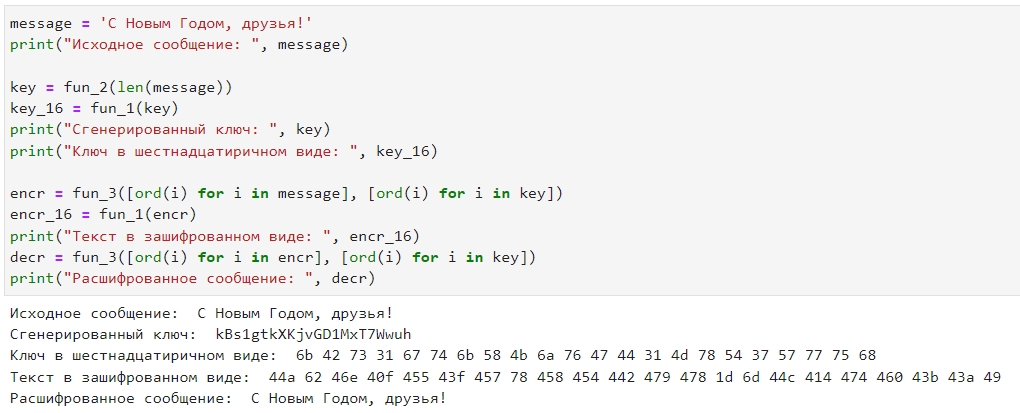 message = 'С Новым Годом, друзья!'
print("Исходное сообщение: ", message)
key = fun_2(len(message))
key_16 = fun_1(key)
print("Сгенерированный ключ: ", key)
print("Ключ в шестнадцатиричном виде: ", key_16)
encr = fun_3([ord(i) for i in message], [ord(i) for i in key])
encr_16 = fun_1(encr)
print("Текст в зашифрованном виде: ", encr_16)
decr = fun_3([ord(i) for i in encr], [ord(i) for i in key])
print("Расшифрованное сообщение: ", decr)
Исходное сообщение:  С Новым Годом, друзья!
Сгенерированный ключ:  kBs1gtkXKjvGD1MxT7Wwuh
Ключ в шестнадцатиричном виде:  6b 42 73 31 67 74 6b 58 4b 6a 76 47 44 31 4d 78 54 37 57 77 75 68
Текст в зашифрованном виде:  44a 62 46e 40f 455 43f 457 78 458 454 442 479 478 1d 6d 44c 414 474 460 43b 43a 49
Расшифрованное сообщение:  С Новым Годом, друзья!